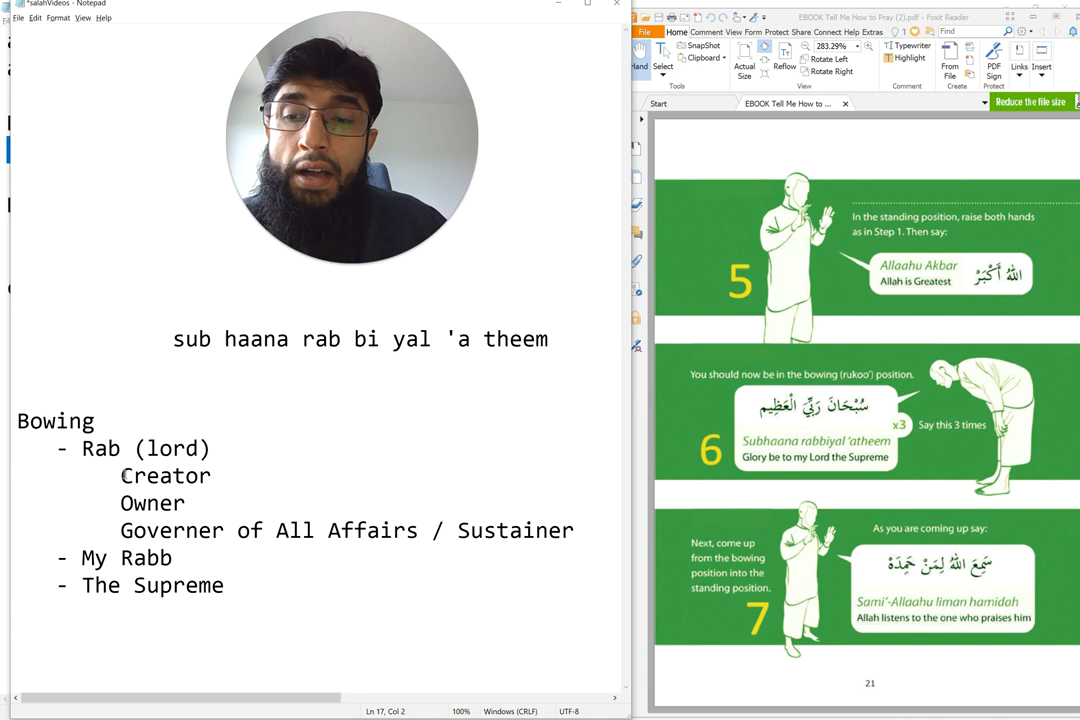 *salahVideos - Notepad
File Edit Format View Help
sub haana rab bi yal 'a theem
Bowing
- Rab (lord)
Creator
Owner
Governer of All Affairs / Sustainer
- My Rabb
- The Supreme
Ln 17, Col 2
100%
Windows (CRLF)
UTF-8
EBOOK Tell Me How to Pray (2).pdf - Foxit Reader
File Home Comment View Form Protect Share Connect Help Extras
Find
Hand
Select
SnapShot
Clipboard
Tools
Actual Size
Reflow
283.29%
Rotate Left
Rotate Right
View
Typewriter
Highlight
Comment
From File
Create
PDF Sign
Protect
Links
Insert
Start
EBOOK Tell Me How to ...
Reduce the file size
In the standing position, raise both hands
as in Step 1. Then say:
5
Allaahu Akbar
Allah is Greatest
اللهُ أَكْبَرْ
You should now be in the bowing (rukoo') position.
سُبْحَانَ رَبِّيَ الْعَظِيم
x3
Say this 3 times
6
Subhaana rabbiyal 'atheem
Glory be to my Lord the Supreme
Next, come up
from the bowing
position into the
standing position.
7
As you are coming up say:
سَمِعَ اللهُ لِمَنْ حَمِدَهْ
Sami'-Allaahu liman hamidah
Allah listens to the one who praises him
21